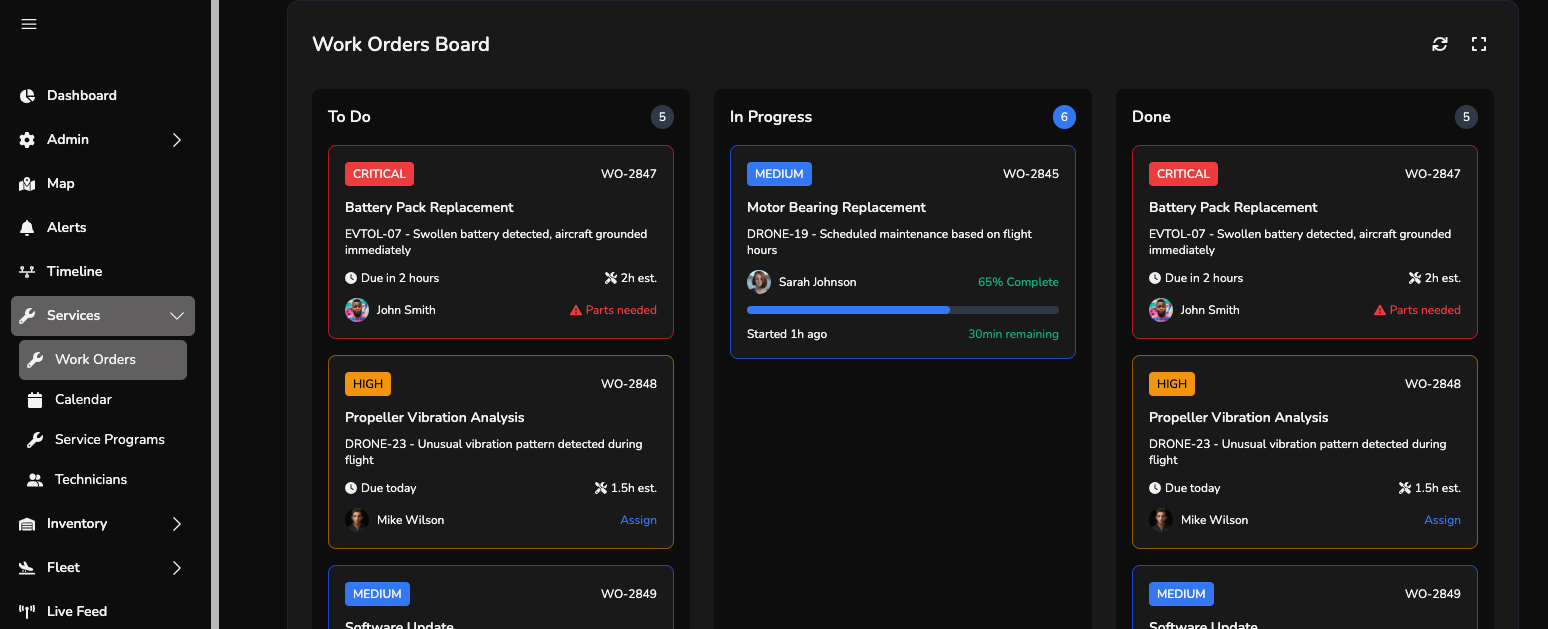 Dashboard
Admin
Map
Alerts
Timeline
Services
Work Orders
Calendar
Service Programs
Technicians
Inventory
Fleet
Live Feed
Work Orders Board
To Do
5
CRITICAL
WO-2847
Battery Pack Replacement
EVTOL-07 - Swollen battery detected, aircraft grounded
immediately
Due in 2 hours
2h est.
John Smith
Parts needed
HIGH
WO-2848
Propeller Vibration Analysis
DRONE-23 - Unusual vibration pattern detected during
flight
Due today
1.5h est.
Mike Wilson
Assign
MEDIUM
WO-2849
Software Update
In Progress
6
MEDIUM
WO-2845
Motor Bearing Replacement
DRONE-19 - Scheduled maintenance based on flight
hours
Sarah Johnson
65% Complete
Started 1h ago
30min remaining
Done
5
CRITICAL
WO-2847
Battery Pack Replacement
EVTOL-07 - Swollen battery detected, aircraft grounded
immediately
Due in 2 hours
2h est.
John Smith
Parts needed
HIGH
WO-2848
Propeller Vibration Analysis
DRONE-23 - Unusual vibration pattern detected during
flight
Due today
1.5h est.
Mike Wilson
Assign
MEDIUM
WO-2849
Software Update